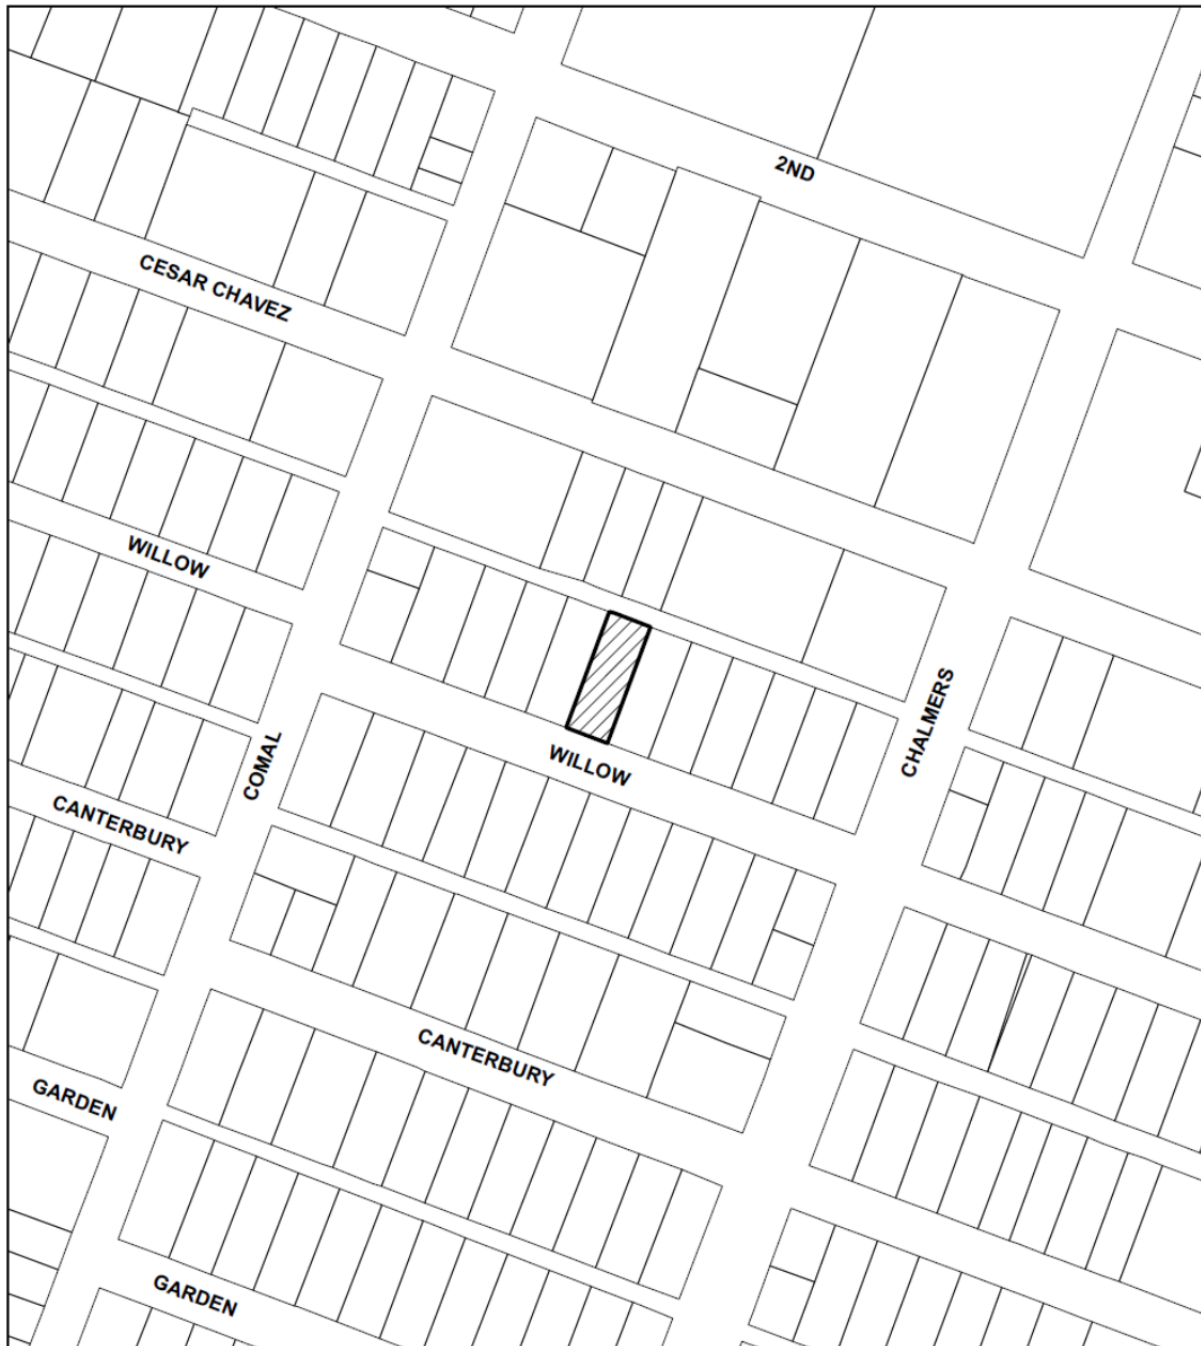 2ND
CESAR CHAVEZ
WILLOW
CHALMERS
COMAL
WILLOW
CANTERBURY
CANTERBURY
GARDEN
GARDEN